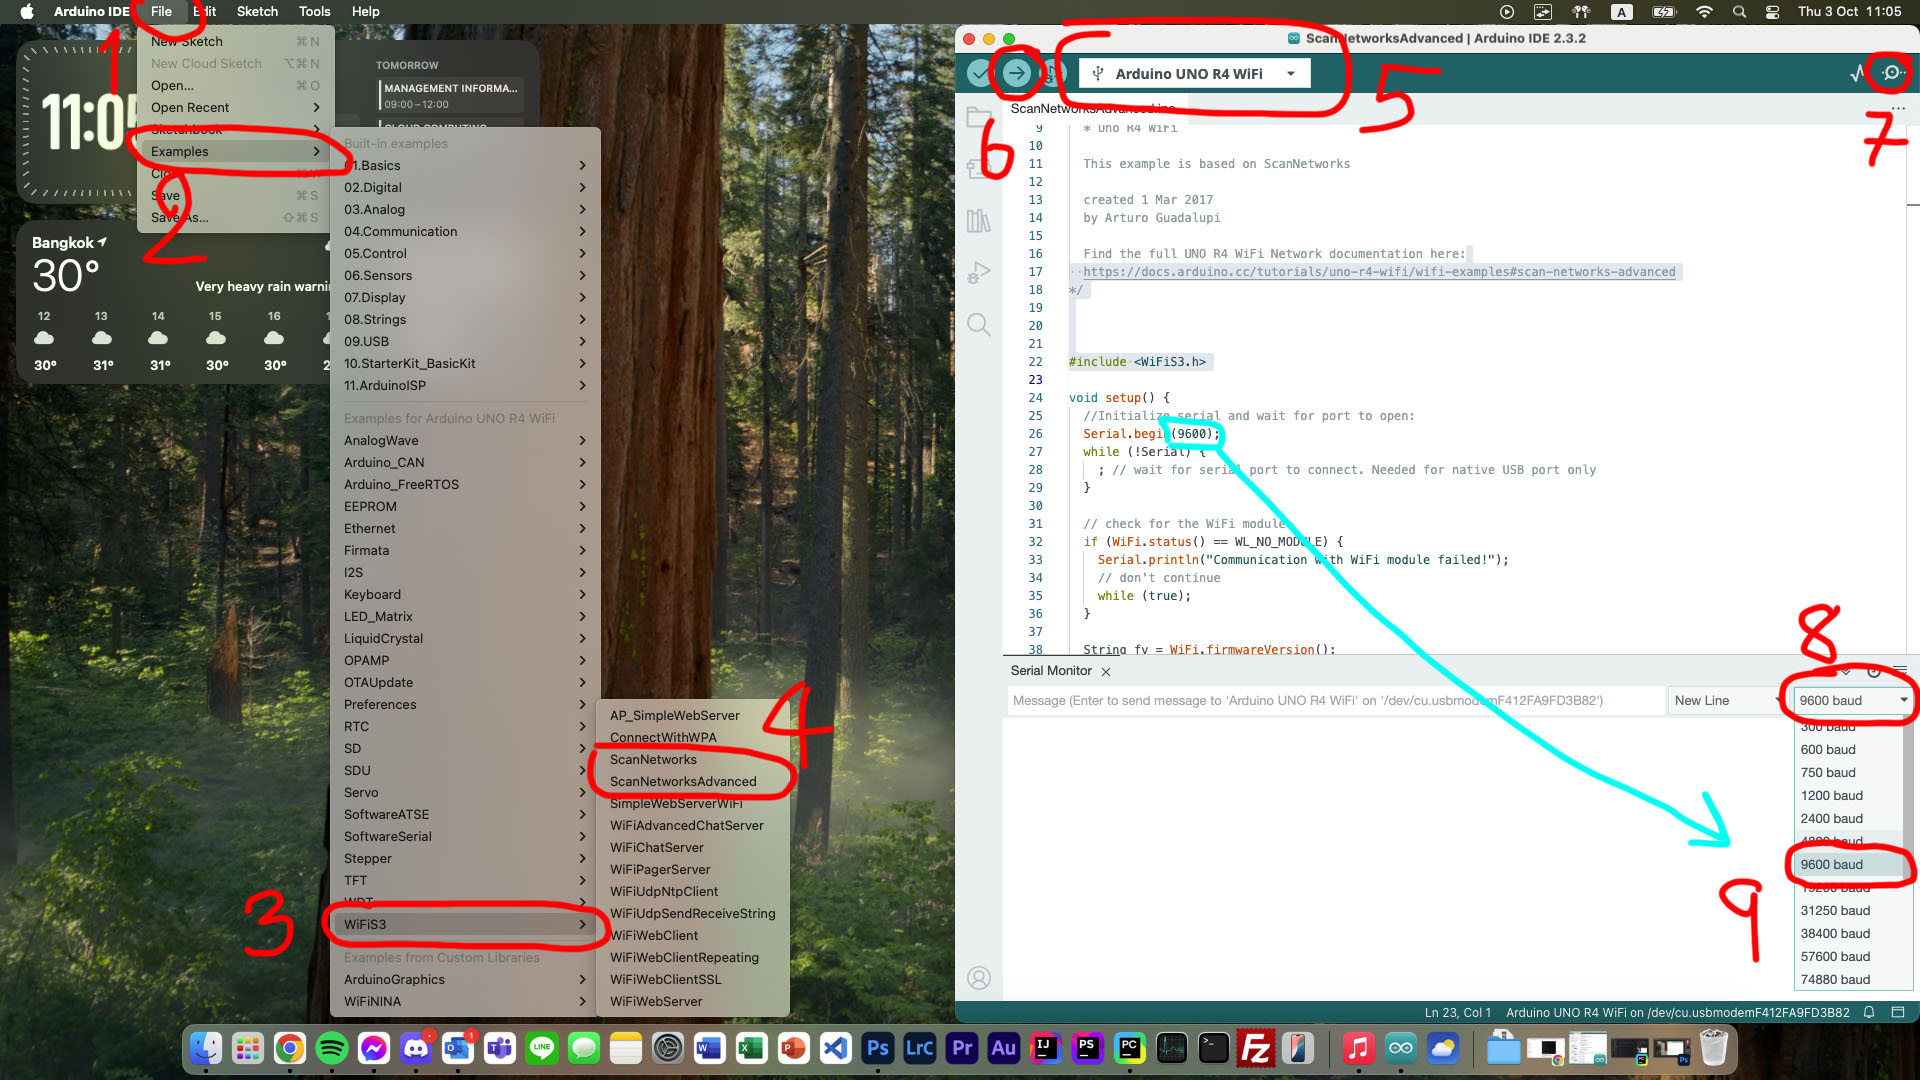 Arduino IDE File Edit Sketch Tools Help
A Thu 3 Oct 11:05
1
New Sketch ⌘ N
New Cloud Sketch ⌥⌘ N
Open... ⌘ O
Open Recent
Sketchbook
Examples
Save ⌘ S
Save As... ⇧⌘ S
2
TOMORROW
MANAGEMENT INFORMA...
09:00 – 12:00
CLOUD COMPUTING
Bangkok
30°
Very heavy rain warnin
12 13 14 15 16
30° 31° 31° 30° 30°
Built-in examples
01.Basics
02.Digital
03.Analog
04.Communication
05.Control
06.Sensors
07.Display
08.Strings
09.USB
10.StarterKit_BasicKit
11.ArduinoISP
Examples for Arduino UNO R4 WiFi
AnalogWave
Arduino_CAN
Arduino_FreeRTOS
EEPROM
Ethernet
Firmata
I2S
Keyboard
LED_Matrix
LiquidCrystal
OPAMP
OTAUpdate
Preferences
RTC
SD
SDU
Servo
SoftwareATSE
SoftwareSerial
Stepper
TFT
WDT
WiFiS3
3
Examples from Custom Libraries
ArduinoGraphics
WiFiNINA
4
AP_SimpleWebServer
ConnectWithWPA
ScanNetworks
ScanNetworksAdvanced
SimpleWebServerWiFi
WiFiAdvancedChatServer
WiFiChatServer
WiFiPagerServer
WiFiUdpNtpClient
WiFiUdpSendReceiveString
WiFiWebClient
WiFiWebClientRepeating
WiFiWebClientSSL
WiFiWebServer
ScanNetworksAdvanced | Arduino IDE 2.3.2
Arduino UNO R4 WiFi
5
6
7
ScanNetworksAdvanced.ino
9 * Uno R4 WiFi
10
11 This example is based on ScanNetworks
12
13 created 1 Mar 2017
14 by Arturo Guadalupi
15
16 Find the full UNO R4 WiFi Network documentation here:
17 https://docs.arduino.cc/tutorials/uno-r4-wifi/wifi-examples#scan-networks-advanced
18 */
19
20
21
22 #include <WiFiS3.h>
23
24 void setup() {
25 //Initialize serial and wait for port to open:
26 Serial.begin(9600);
27 while (!Serial) {
28 ; // wait for serial port to connect. Needed for native USB port only
29 }
30
31 // check for the WiFi module
32 if (WiFi.status() == WL_NO_MODULE) {
33 Serial.println("Communication with WiFi module failed!");
34 // don't continue
35 while (true);
36 }
37
38 String fv = WiFi.firmwareVersion();
8
Serial Monitor
Message (Enter to send message to 'Arduino UNO R4 WiFi' on '/dev/cu.usbmodemF412FA9FD3B82')
New Line
9600 baud
300 baud
600 baud
750 baud
1200 baud
2400 baud
4800 baud
9600 baud
19200 baud
31250 baud
38400 baud
57600 baud
74880 baud
9
Ln 23, Col 1 Arduino UNO R4 WiFi on /dev/cu.usbmodemF412FA9FD3B82
1
LINE
Ps LrC Pr Au IJ PS PC